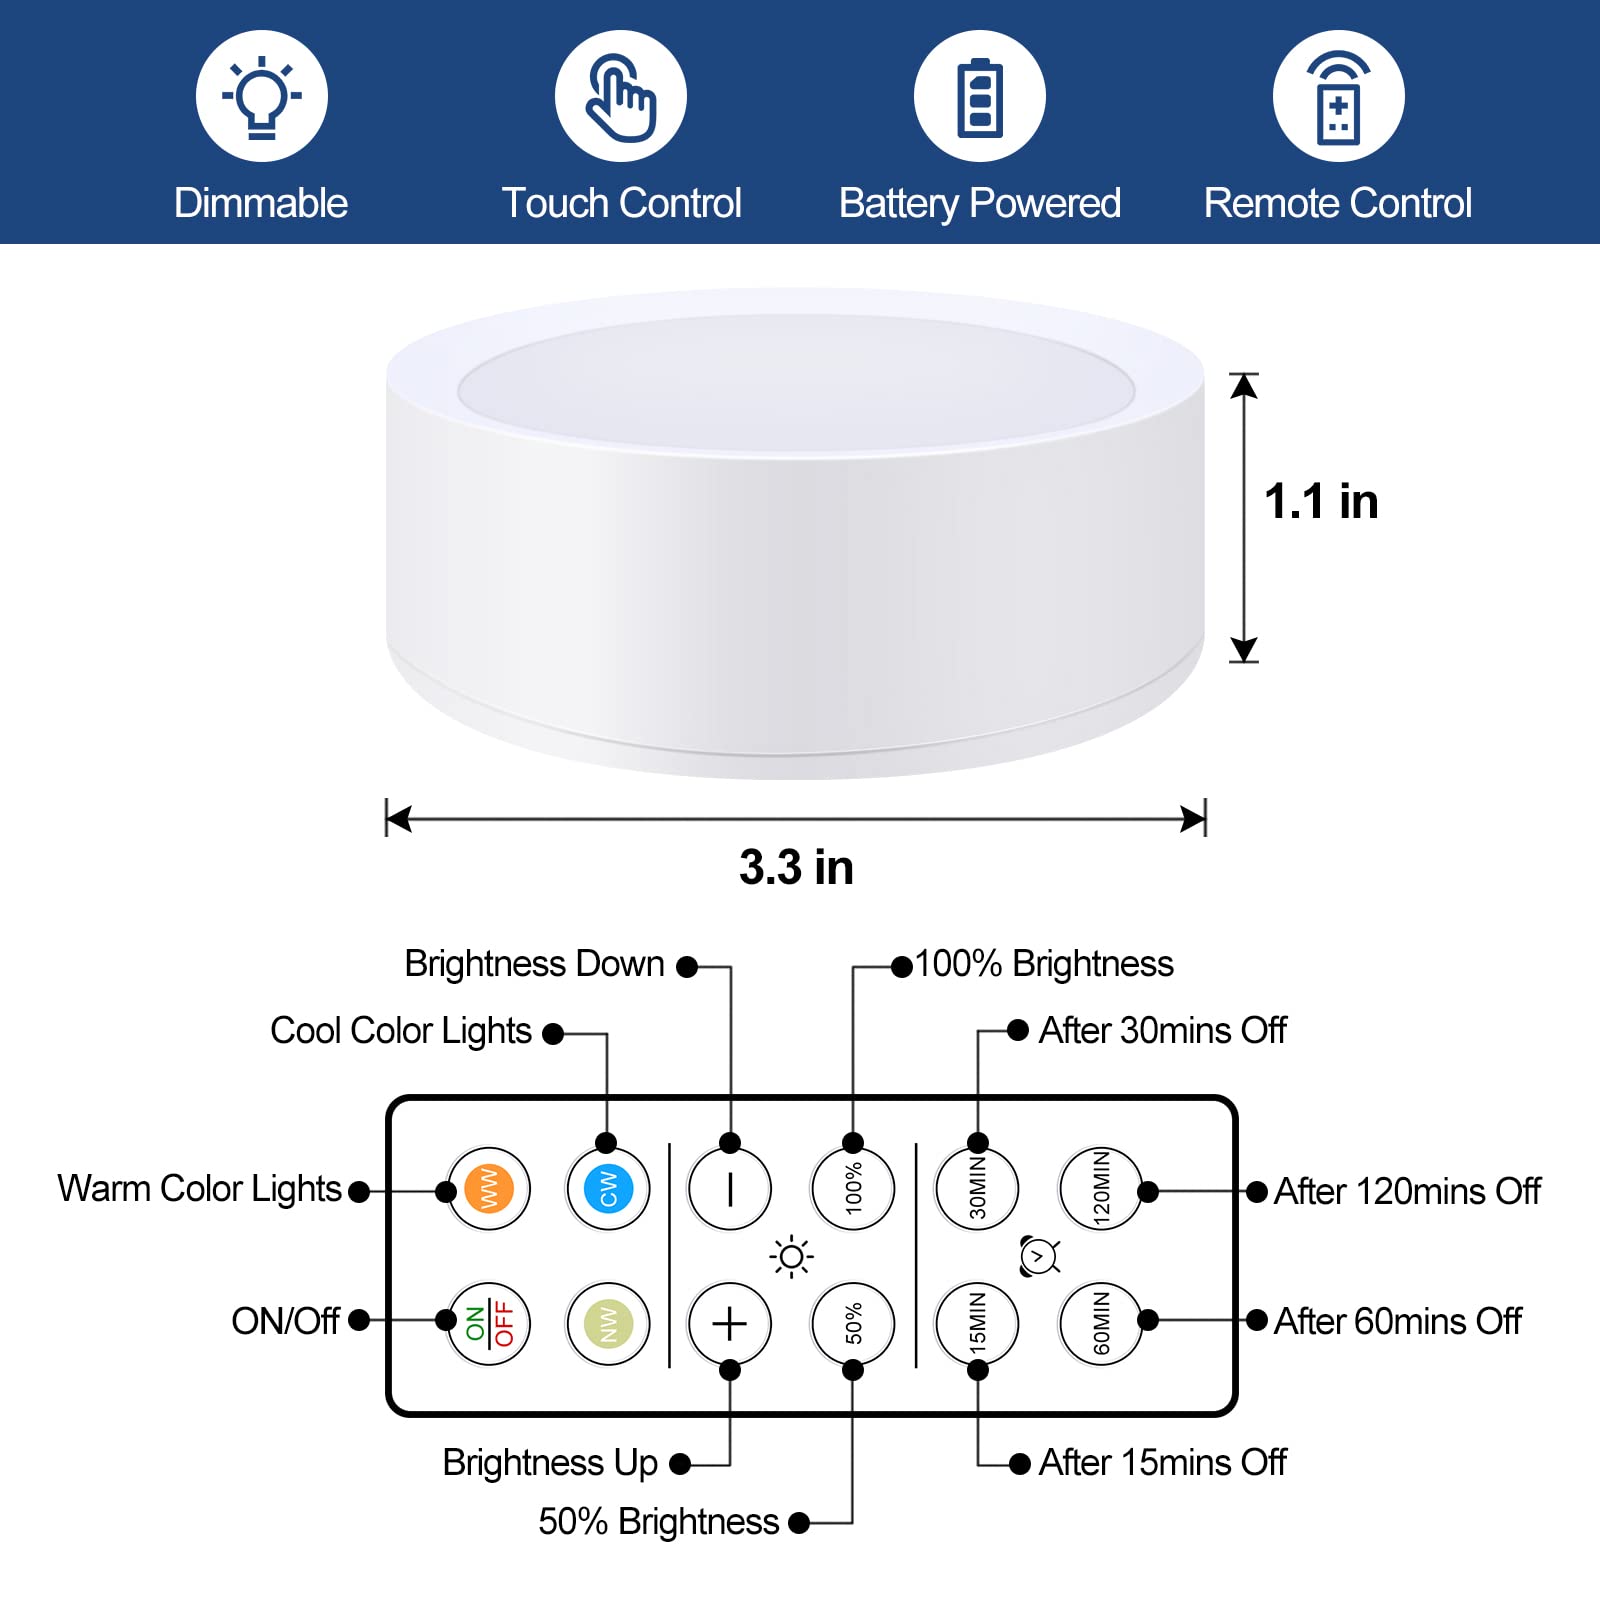 Dimmable
Touch Control
Battery Powered
Remote Control
1.1 in
3.3 in
Brightness Down
100% Brightness
Cool Color Lights
After 30mins Off
Warm Color Lights
WW
CW
100%
30MIN
120MIN
After 120mins Off
ON/Off
ON
OFF
NW
50%
15MIN
60MIN
After 60mins Off
Brightness Up
After 15mins Off
50% Brightness